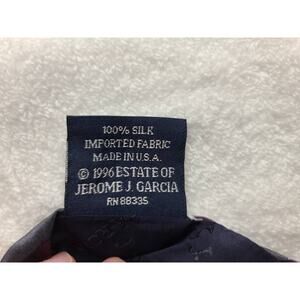 100% SILK
IMPORTED FABRIC
MADE IN U.S.A.
© 1996 ESTATE OF
JEROME J. GARCIA
RN 88335